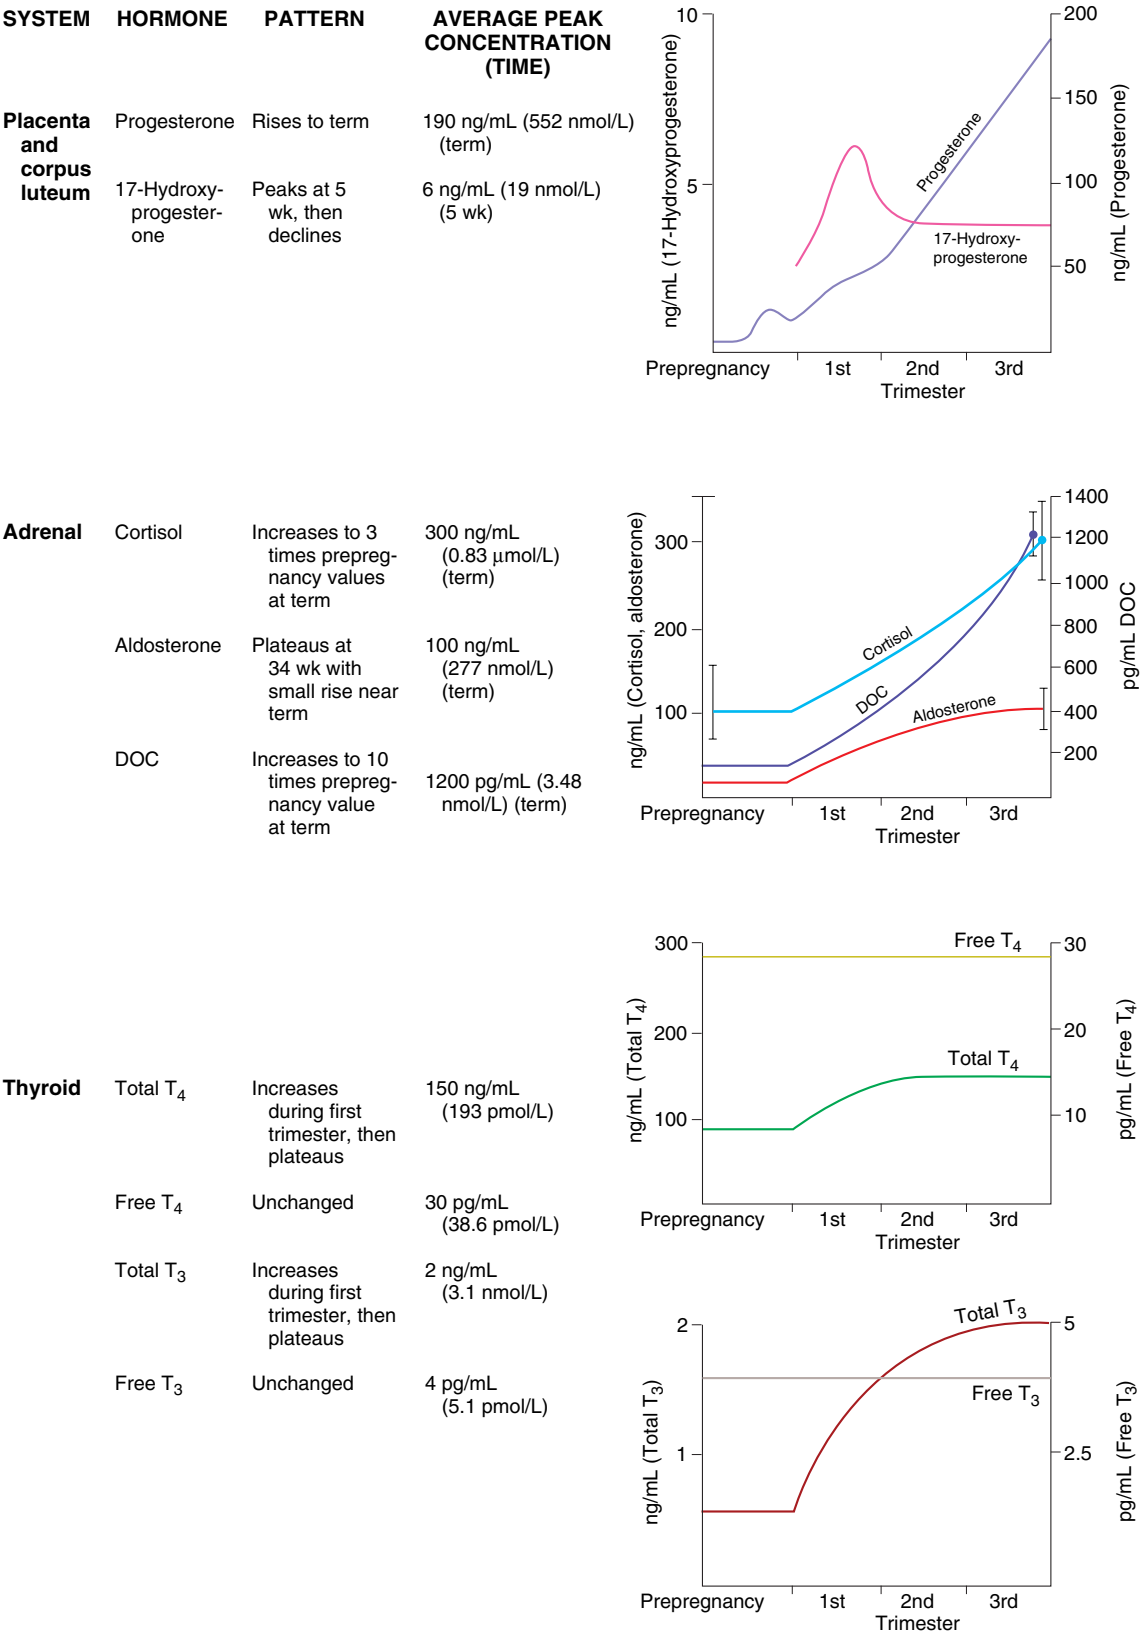 SYSTEM HORMONE PATTERN AVERAGE PEAK
CONCENTRATION
(TIME)
Placenta
and
corpus
luteum
Progesterone Rises to term 190 ng/mL (552 nmol/L)
(term)
17-Hydroxy-
progester-
one
Peaks at 5
wk, then
declines
6 ng/mL (19 nmol/L)
(5 wk)
ng/mL (17-Hydroxyprogesterone)
10
5
200
150
100
50
ng/mL (Progesterone)
Progesterone
17-Hydroxy-
progesterone
Prepregnancy 1st 2nd 3rd
Trimester
Adrenal
Cortisol
Increases to 3
times prepreg-
nancy values
at term
300 ng/mL
(0.83 μmol/L)
(term)
Aldosterone
Plateaus at
34 wk with
small rise near
term
100 ng/mL
(277 nmol/L)
(term)
DOC
Increases to 10
times prepreg-
nancy value
at term
1200 pg/mL (3.48
nmol/L) (term)
ng/mL (Cortisol, aldosterone)
300
200
100
1400
1200
1000
800
600
400
200
pg/mL DOC
Cortisol
DOC
Aldosterone
Prepregnancy 1st 2nd 3rd
Trimester
Thyroid
Total T4
Increases
during first
trimester, then
plateaus
150 ng/mL
(193 pmol/L)
Free T4
Unchanged
30 pg/mL
(38.6 pmol/L)
Total T3
Increases
during first
trimester, then
plateaus
2 ng/mL
(3.1 nmol/L)
Free T3
Unchanged
4 pg/mL
(5.1 pmol/L)
ng/mL (Total T4)
300
200
100
30
20
10
pg/mL (Free T4)
Free T4
Total T4
Prepregnancy 1st 2nd 3rd
Trimester
ng/mL (Total T3)
2
1
5
2.5
pg/mL (Free T3)
Total T3
Free T3
Prepregnancy 1st 2nd 3rd
Trimester